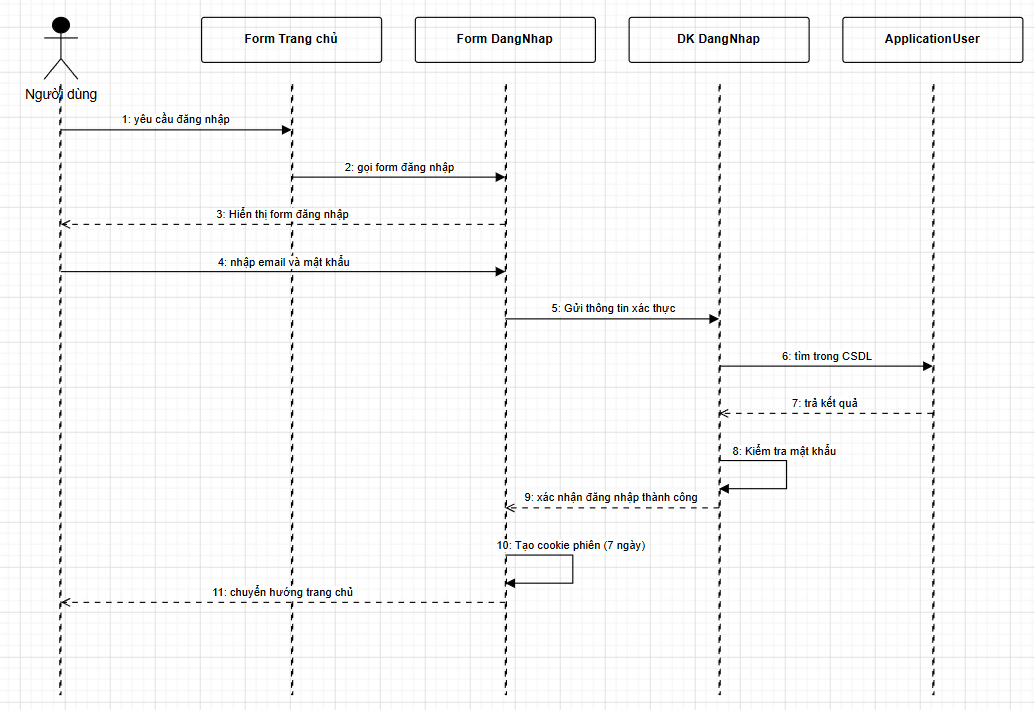 Form Trang chủ
Form DangNhap
DK DangNhap
ApplicationUser
Người dùng
1: yêu cầu đăng nhập
2: gọi form đăng nhập
3: Hiển thị form đăng nhập
4: nhập email và mật khẩu
5: Gửi thông tin xác thực
6: tìm trong CSDL
7: trả kết quả
8: Kiểm tra mật khẩu
9: xác nhận đăng nhập thành công
10: Tạo cookie phiên (7 ngày)
11: chuyển hướng trang chủ